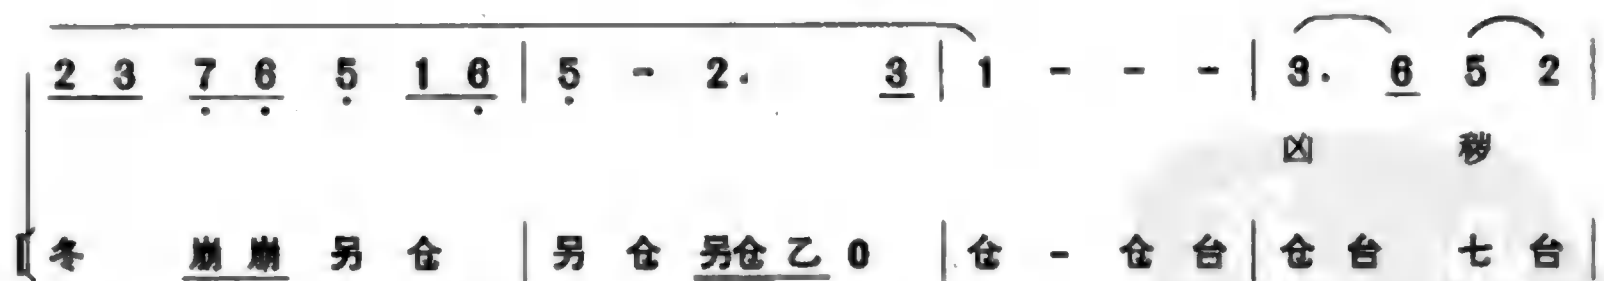 2 3 7 6 5 1 6 | 5 - 2. 3 | 1 - - - | 3. 6 5 2 |
凶 秽
冬 崩 崩 另 仓 | 另 仓 另仓 乙 0 | 仓 - 仓 台 | 仓 台 七 台 |